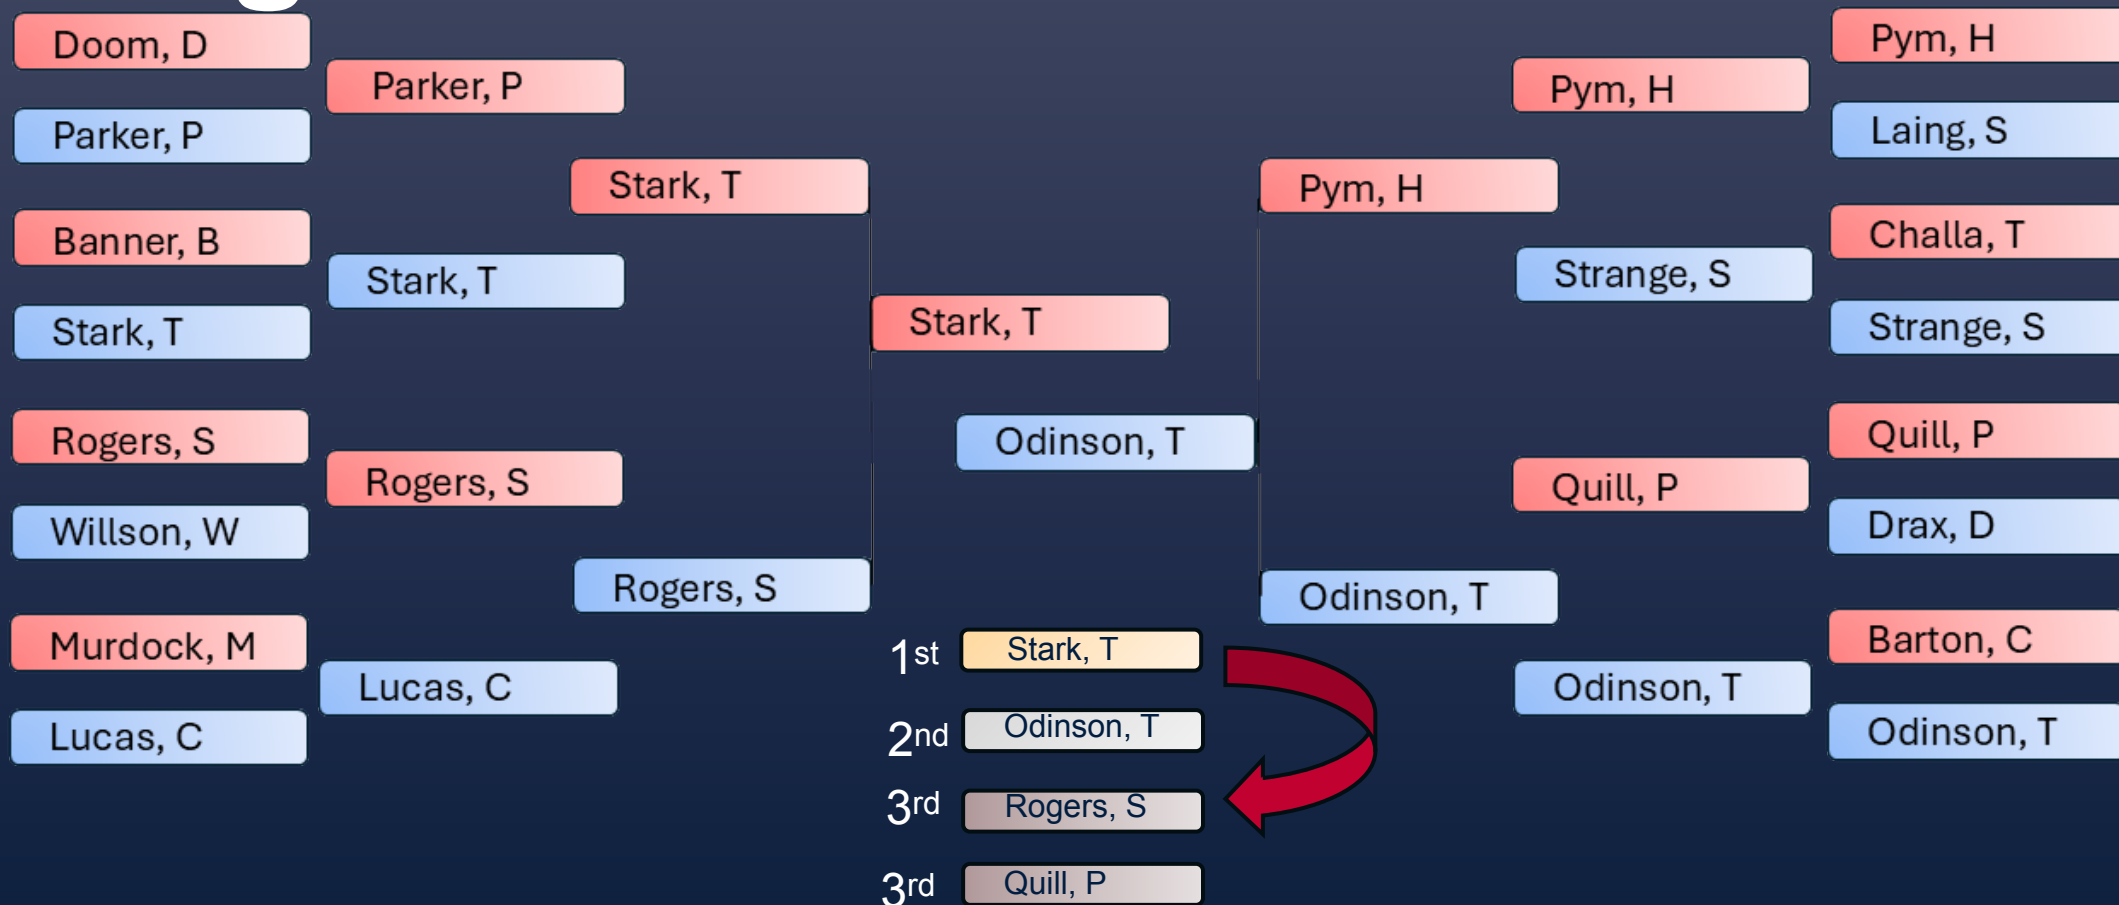 Doom, D
Parker, P
Banner, B
Stark, T
Rogers, S
Willson, W
Murdock, M
Lucas, C
Parker, P
Stark, T
Rogers, S
Lucas, C
Stark, T
Rogers, S
Stark, T
Odinson, T
Pym, H
Odinson, T
Pym, H
Strange, S
Quill, P
Odinson, T
Pym, H
Laing, S
Challa, T
Strange, S
Quill, P
Drax, D
Barton, C
Odinson, T
1st Stark, T
2nd Odinson, T
3rd Rogers, S
3rd Quill, P